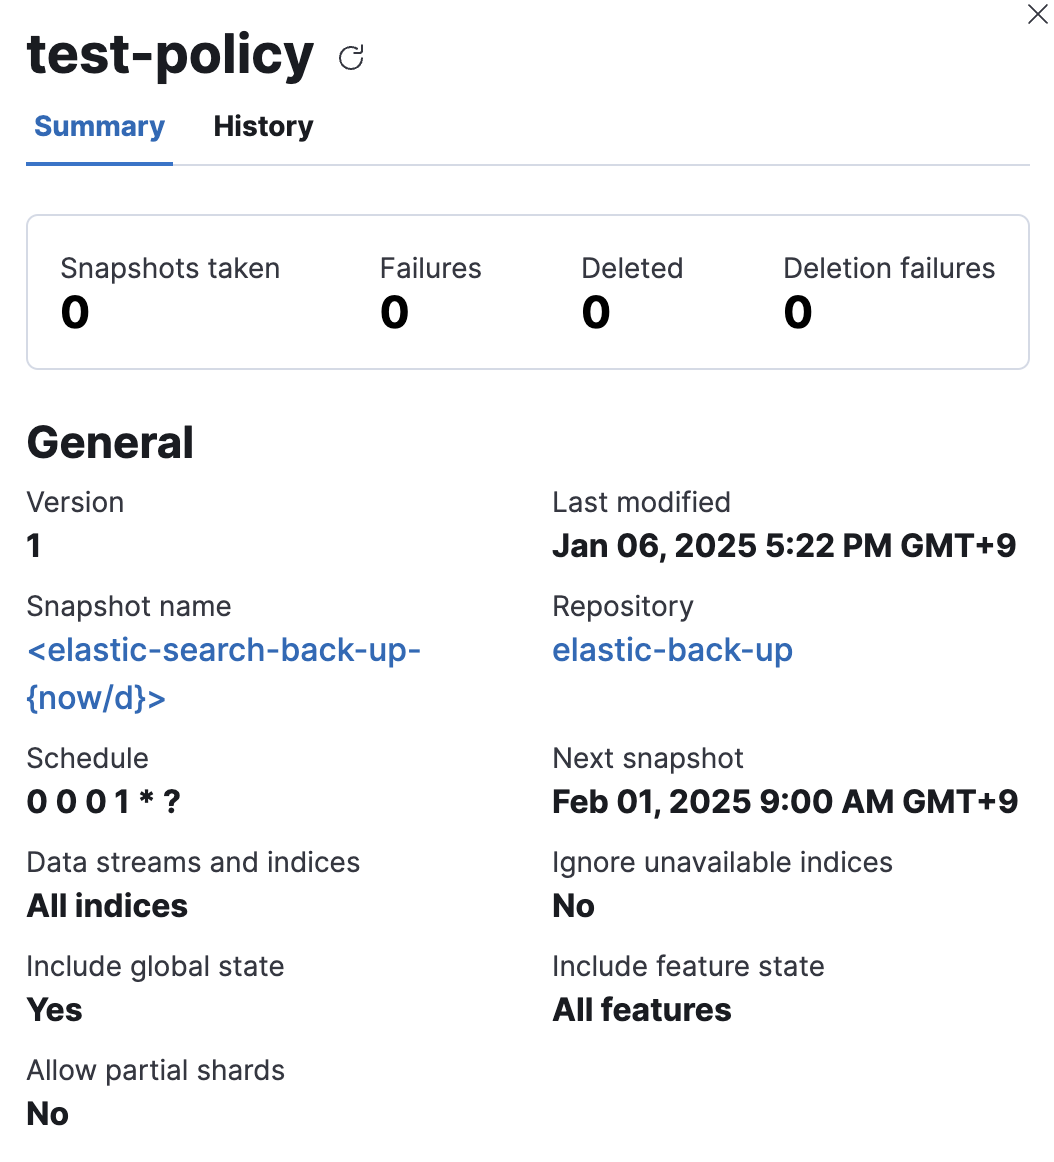 test-policy
Summary History
Snapshots taken Failures Deleted Deletion failures
0 0 0 0
General
Version Last modified
1 Jan 06, 2025 5:22 PM GMT+9
Snapshot name Repository
<elastic-search-back-up- elastic-back-up
{now/d}>
Schedule Next snapshot
0 0 0 1 * ? Feb 01, 2025 9:00 AM GMT+9
Data streams and indices Ignore unavailable indices
All indices No
Include global state Include feature state
Yes All features
Allow partial shards
No